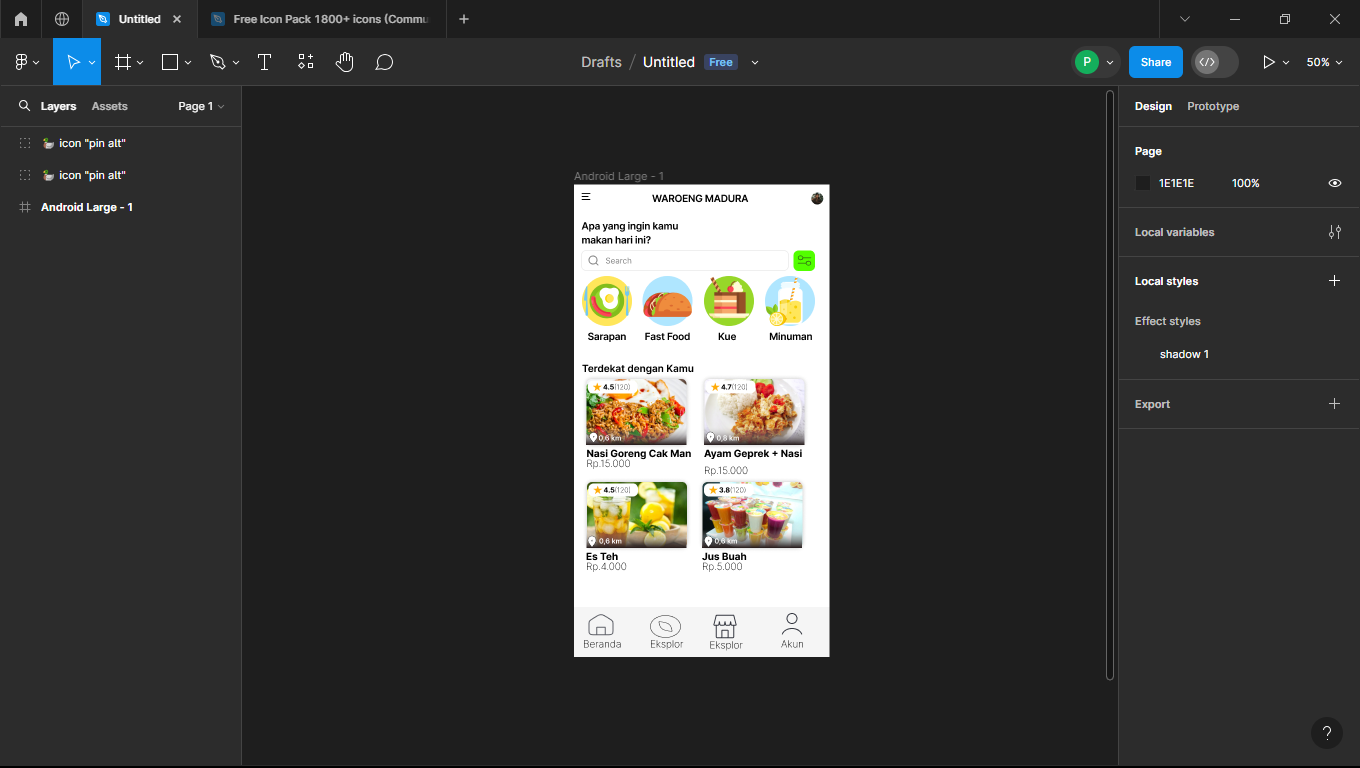 Untitled
Free Icon Pack 1800+ icons (Commu
Drafts / Untitled Free
P
Share
50%
Layers Assets Page 1
icon "pin alt"
icon "pin alt"
Android Large - 1
Android Large - 1
WAROENG MADURA
Apa yang ingin kamu
makan hari ini?
Search
Sarapan Fast Food Kue Minuman
Terdekat dengan Kamu
4.5(120) 4.7(120)
0,6 km 0,8 km
Nasi Goreng Cak Man Ayam Geprek + Nasi
Rp.15.000 Rp.15.000
4.5(120) 3.8(120)
0,6 km 0,6 km
Es Teh Jus Buah
Rp.4.000 Rp.5.000
Beranda Eksplor Eksplor Akun
Design Prototype
Page
1E1E1E 100%
Local variables
Local styles
Effect styles
shadow 1
Export
?